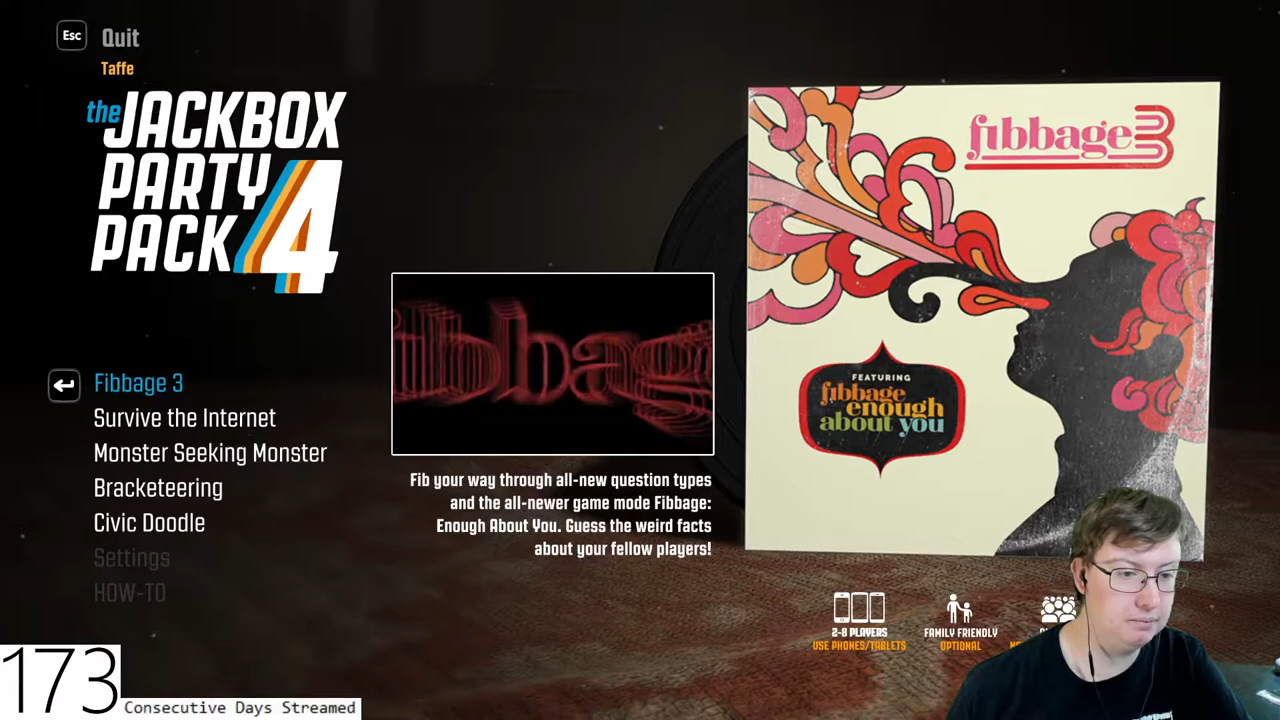 Esc Quit
Taffe
the JACKBOX
PARTY
PACK 4
Fibbage 3
Survive the Internet
Monster Seeking Monster
Bracketeering
Civic Doodle
Settings
HOW-TO
ibbag
Fib your way through all-new question types
and the all-newer game mode Fibbage:
Enough About You. Guess the weird facts
about your fellow players!
fibbage 3
FEATURING
fibbage
enough
about you
2-8 PLAYERS
USE PHONES/TABLETS
FAMILY FRIENDLY
OPTIONAL
173
Consecutive Days Streamed